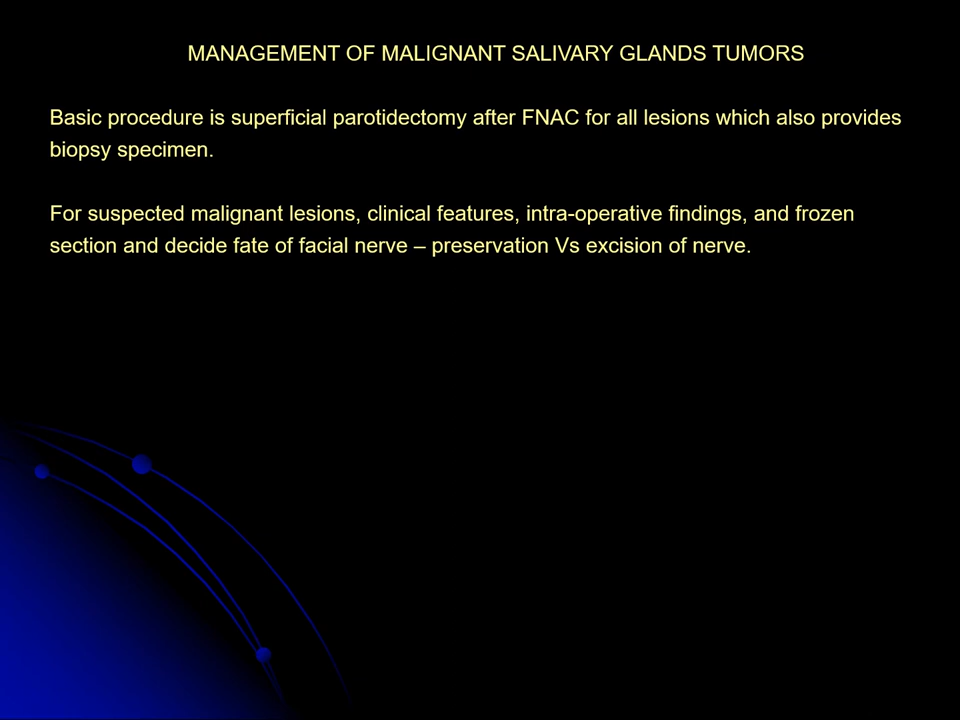 MANAGEMENT OF MALIGNANT SALIVARY GLANDS TUMORS
Basic procedure is superficial parotidectomy after FNAC for all lesions which also provides
biopsy specimen.
For suspected malignant lesions, clinical features, intra-operative findings, and frozen
section and decide fate of facial nerve – preservation Vs excision of nerve.